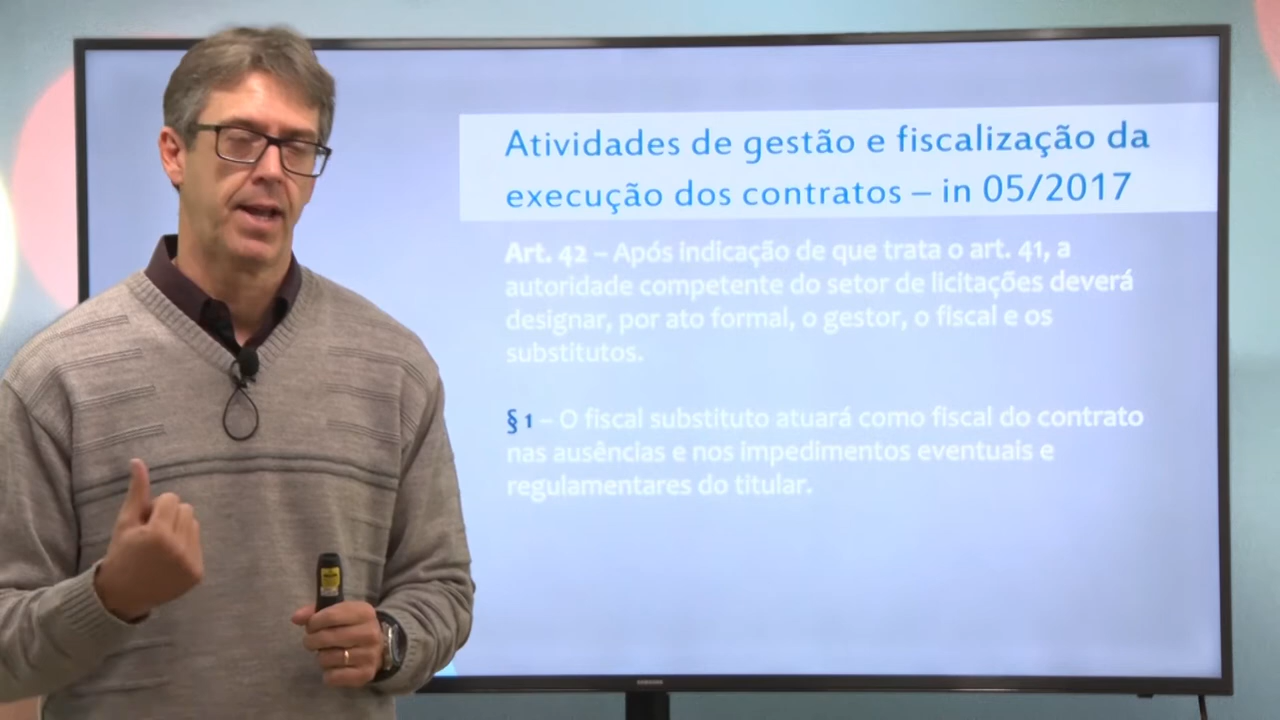 Atividades de gestão e fiscalização da
execução dos contratos – in 05/2017
Art. 42 – Após indicação de que trata o art. 41, a
autoridade competente do setor de licitações deverá
designar, por ato formal, o gestor, o fiscal e os
substitutos.
§ 1 – O fiscal substituto atuará como fiscal do contrato
nas ausências e nos impedimentos eventuais e
regulamentares do titular.
SAMSUNG